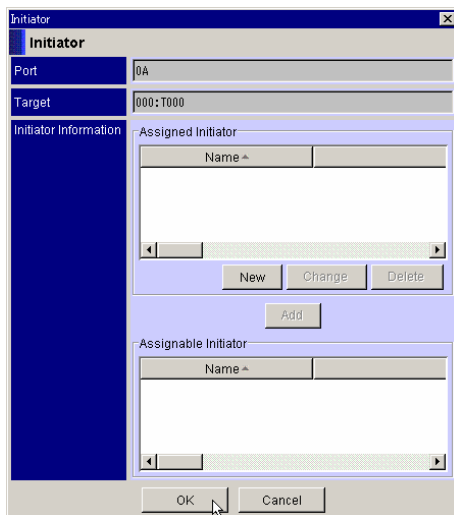 Initiator
Initiator
Port
0A
Target
000:T000
Initiator Information
Assigned Initiator
Name
New Change Delete
Add
Assignable Initiator
Name
OK Cancel